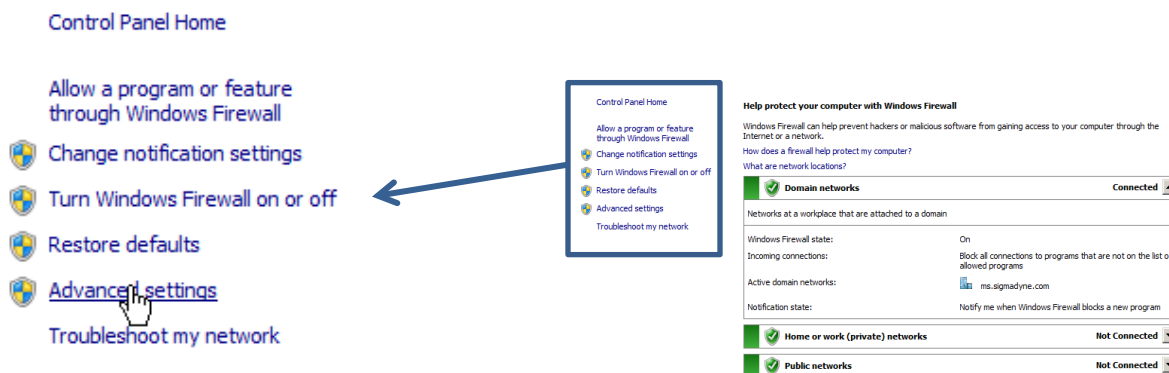 Control Panel Home
Allow a program or feature
through Windows Firewall
Change notification settings
Turn Windows Firewall on or off
Restore defaults
Advanced settings
Troubleshoot my network
Control Panel Home
Allow a program or feature
through Windows Firewall
Change notification settings
Turn Windows Firewall on or off
Restore defaults
Advanced settings
Troubleshoot my network
Help protect your computer with Windows Firewall
Windows Firewall can help prevent hackers or malicious software from gaining access to your computer through the
Internet or a network.
How does a firewall help protect my computer?
What are network locations?
Domain networks Connected
Networks at a workplace that are attached to a domain
Windows Firewall state: On
Incoming connections: Block all connections to programs that are not on the list
allowed programs
Active domain networks: ms.sigmadyne.com
Notification state: Notify me when Windows Firewall blocks a new program
Home or work (private) networks Not Connected
Public networks Not Connected